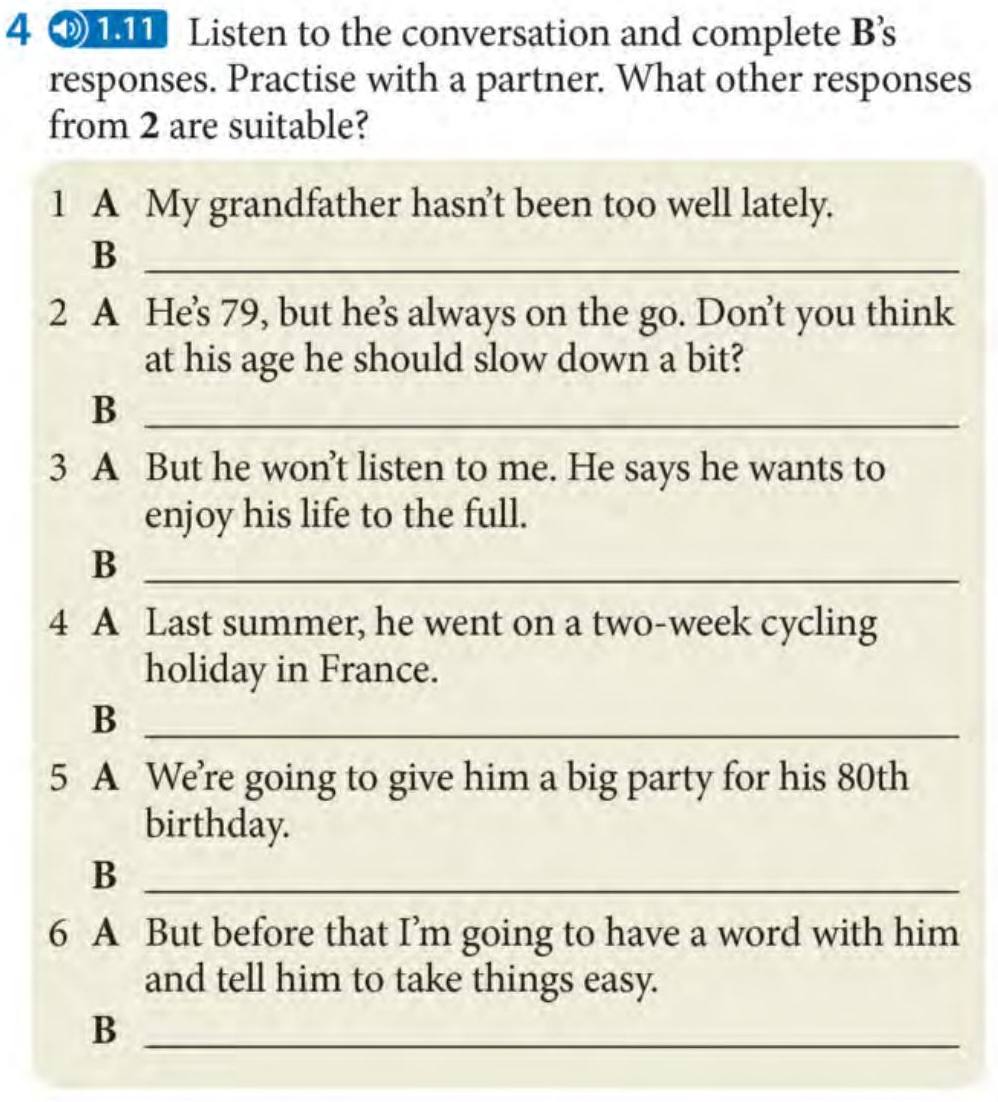 4 1.11 Listen to the conversation and complete B's
responses. Practise with a partner. What other responses
from 2 are suitable?
1 A My grandfather hasn't been too well lately.
B
2 A He's 79, but he's always on the go. Don't you think
at his age he should slow down a bit?
B
3 A But he won't listen to me. He says he wants to
enjoy his life to the full.
B
4 A Last summer, he went on a two-week cycling
holiday in France.
B
5 A We're going to give him a big party for his 80th
birthday.
B
6 A But before that I'm going to have a word with him
and tell him to take things easy.
B